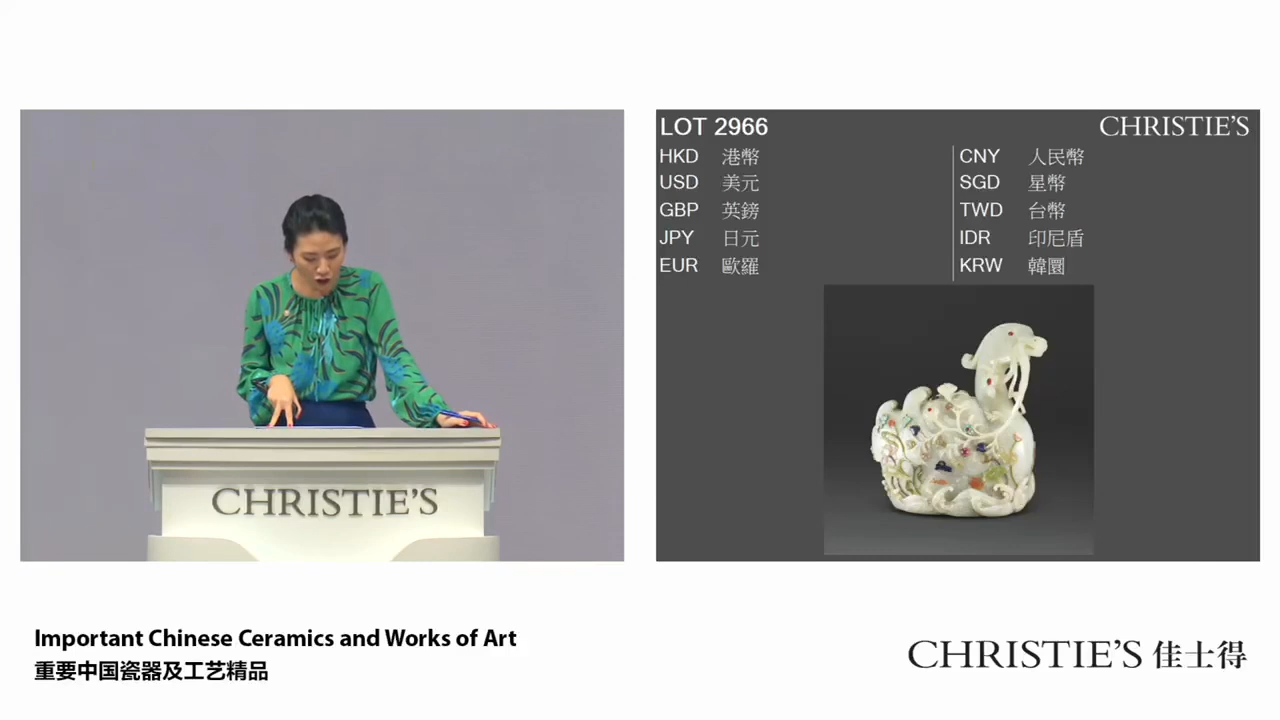 LOT 2966
CHRISTIE'S
HKD 港幣
CNY 人民幣
USD 美元
SGD 星幣
GBP 英鎊
TWD 台幣
JPY 日元
IDR 印尼盾
EUR 歐羅
KRW 韓圜
CHRISTIE'S
Important Chinese Ceramics and Works of Art
重要中国瓷器及工艺精品
CHRISTIE'S 佳士得